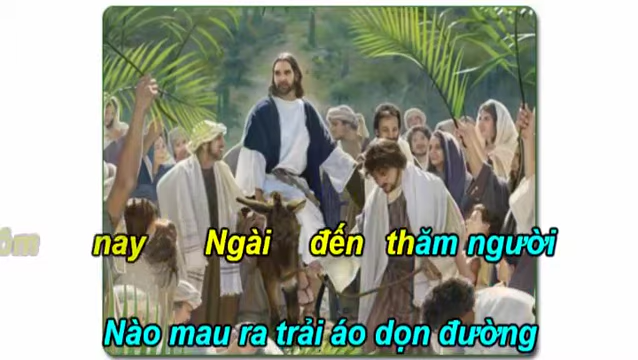 nay Ngài đến thăm người
Nào mau ra trải áo dọn đường